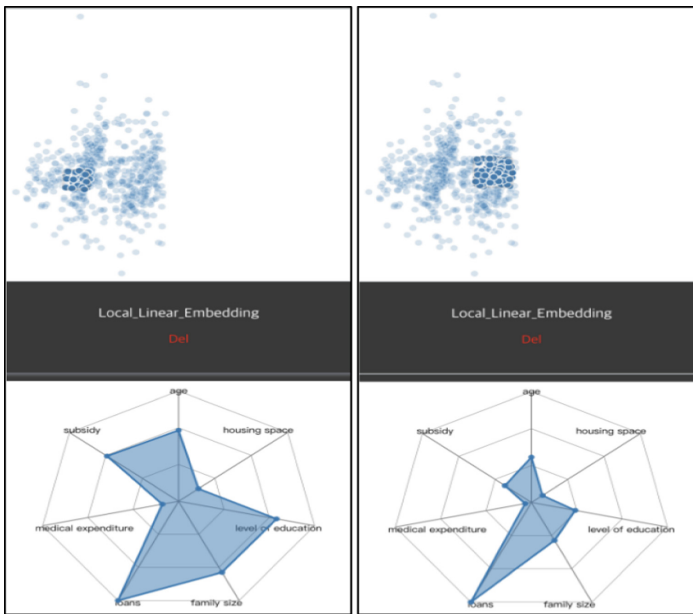 Local_Linear_Embedding
Del
age
subsidy
housing space
medical expenditure
level of education
loans
family size
Local_Linear_Embedding
Del
age
subsidy
housing space
medical expenditure
level of education
loans
family size